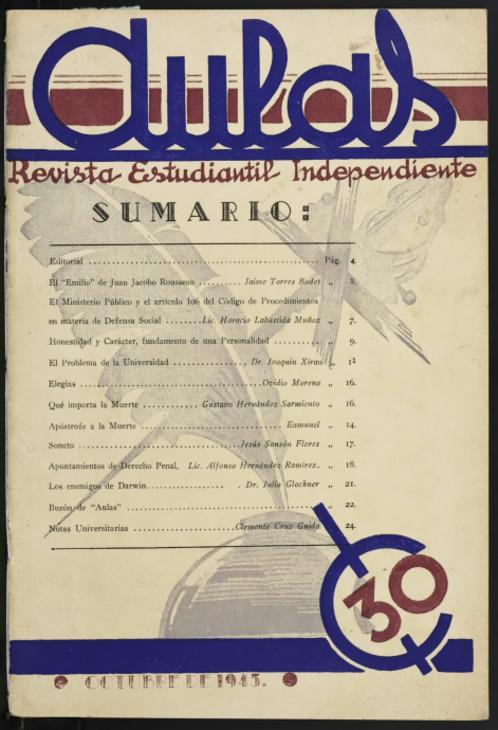 Aulas
Revista Estudiantil Independiente
SUMARIO:
Editorial ........ Pág. 4.
El "Emilio" de Juan Jacobo Rousseau .......... Jaime Torres Bodet „ 5.
El Ministerio Público y el artículo 106 del Código de Procedimientos
en materia de Defensa Social ........ Lic. Horacio Labastida Muñoz „ 7.
Honestidad y Carácter, fundamento de una Personalidad .......... „ 9.
El Problema de la Universidad ................ Dr. Joaquín Xirau „ 11
Elegias ........ Ovidio Moreno „ 16.
Qué importa la Muerte ............ Gustavo Hernández Sarmiento „ 16.
Apóstrofe a la Muerte ........ Eamnuel „ 14.
Soneto ........ Jesús Sansón Flores „ 17.
Apuntamientos de Derecho Penal, Lic. Alfonso Hernández Ramírez. „ 18.
Los enemigos de Darwin........ Dr. Julio Glockner „ 21.
Buzón de "Aulas" ........ „ 22.
Notas Universitarias ........ Clemente Cruz Guido 24.
30
OCTUBRE DE 1943.